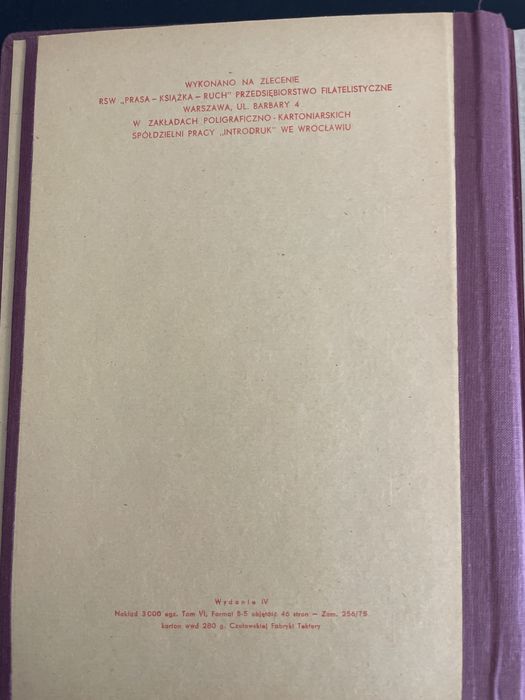 WYKONANO NA ZLECENIE
RSW „PRASA – KSIĄŻKA – RUCH" PRZEDSIĘBIORSTWO FILATELISTYCZNE
WARSZAWA, UL. BARBARY 4
W ZAKŁADACH POLIGRAFICZNO - KARTONIARSKICH
SPÓŁDZIELNI PRACY „INTRODRUK" WE WROCŁAWIU
Wydanie IV
Nakład 3000 egz. Tom VI, Format B-5 objętość 46 stron – Zam. 256/75
karton wyd 280 g. Czułowskiej Fabryki Tektury